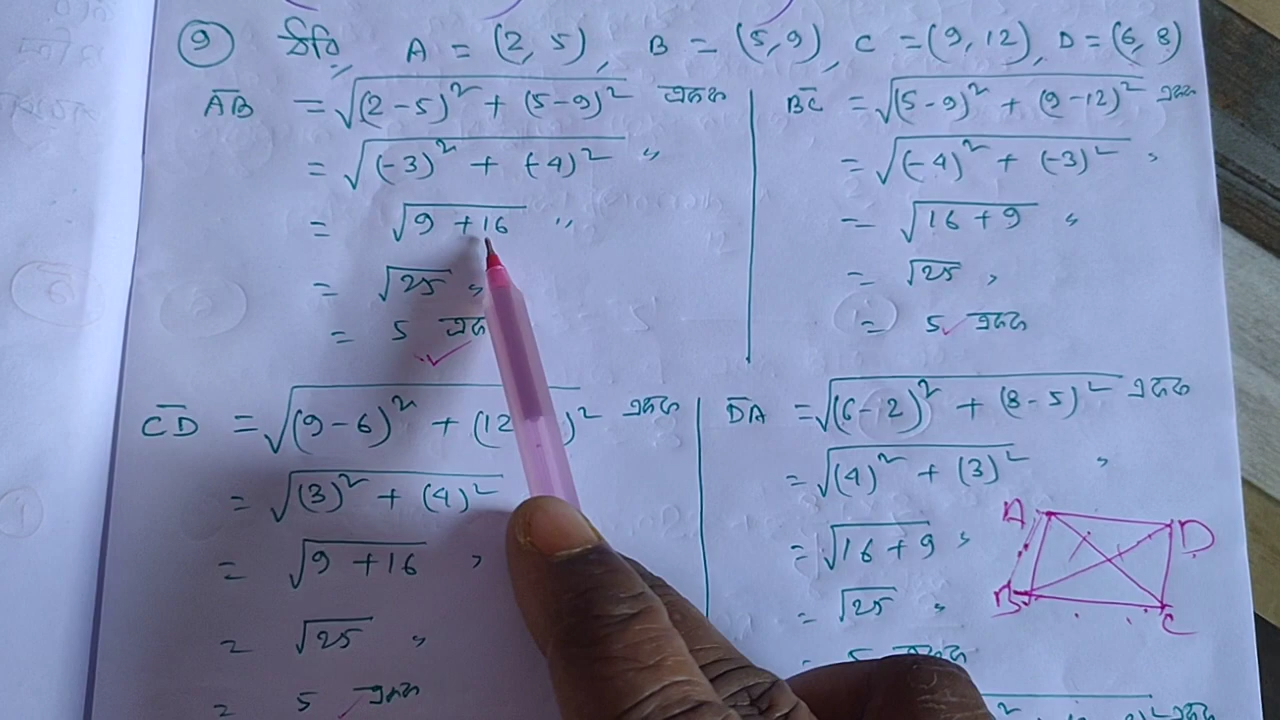 9 ধরি, A = (2, 5), B = (5, 9), C = (9, 12), D = (6, 8)
AB = √(2-5)² + (5-9)² একক
= √(-3)² + (-4)² "
= √9 + 16 "
= √25 "
= 5 একক
BC = √(5-9)² + (9-12)² একক
= √(-4)² + (-3)² "
= √16 + 9 "
= √25 "
= 5 একক
CD = √(9-6)² + (12 )² একক
= √(3)² + (4)²
= √9 + 16 "
= √25 "
= 5 একক
DA = √(6-2)² + (8-5)² একক
= √(4)² + (3)² "
= √16 + 9 "
= √25 "
= 5 একক
A D
B C